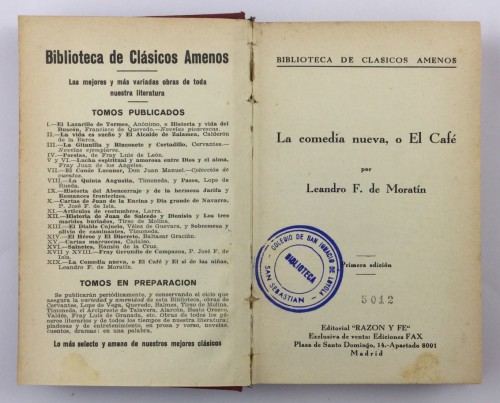 Biblioteca de Clásicos Amenos
Las mejores y más variadas obras de toda
nuestra literatura
TOMOS PUBLICADOS
I.—El Lazarillo de Tormes, Anónimo, e Historia y vida del
Buscón, Francisco de Quevedo.—Novelas picarescas.
II.—La vida es sueño y El Alcalde de Zalamea, Calderón
de la Barca.
III.—La Gitanilla y Rinconete y Cortadillo, Cervantes.—
Novelas ejemplares.
IV.—Poesías, de Fray Luis de León.
V y VI.—Lucha espiritual y amorosa entre Dios y el alma,
Fray Juan de los Angeles.
VII.—El Conde Lucanor, Don Juan Manuel.—Colección de
cuentos.
VIII.—La Quinta Angustia, Timoneda, y Pasos, Lope de
Rueda.
IX.—Historia del Abencerraje y de la hermosa Jarifa y
Romances fronterizos.
X.—Cartas de Juan de la Encina y Día grande de Navarra,
P. José F. de Isla.
XI.—Artículos de costumbres, Larra.
XII.—Historia de Juan de Salcedo y Dionisia y Los tres
maridos burlados, Tirso de Molina.
XIII.—El Diablo Cojuelo, Vélez de Guevara, y Sobremesa y
alivio de caminantes, Timoneda.
XIV.—El Héroe y El Discreto, Baltasar Gracián.
XV.—Cartas marruecas, Cadalso.
XVI.—Sainetes, Ramón de la Cruz.
XVII y XVIII.—Fray Gerundio de Campazas, P. José F. de
Isla.
XIX.—La Comedia nueva, o El Café y El sí de las niñas,
Leandro F. de Moratín.
TOMOS EN PREPARACION
Se publicarán periódicamente, y conservando el ciclo que
asegura la variedad y amenidad de esta Biblioteca, obras de
Cervantes, Lope de Vega, Quevedo, Balmes, Tirso de Molina,
Timoneda, el Arcipreste de Talavera, Alarcón, Beato Orozco,
Valdés, Fray Luis de Granada, etc. Obras de todos los gé-
neros literarios y de todos los tiempos de nuestra literatura;
piadosas y de entretenimiento, en prosa y verso, novelas,
cuentos, dramas: en una palabra.
Lo más selecto y ameno de nuestros mejores clásicos
BIBLIOTECA DE CLASICOS AMENOS
La comedia nueva, o El Café
por
Leandro F. de Moratín
COLEGIO DE SAN IGNACIO DE LOYOLA
BIBLIOTECA
SAN SEBASTIAN
Primera edición
5012
Editorial "RAZON Y FE"
Exclusiva de venta: Ediciones FAX
Plaza de Santo Domingo, 14.-Apartado 8001
Madrid